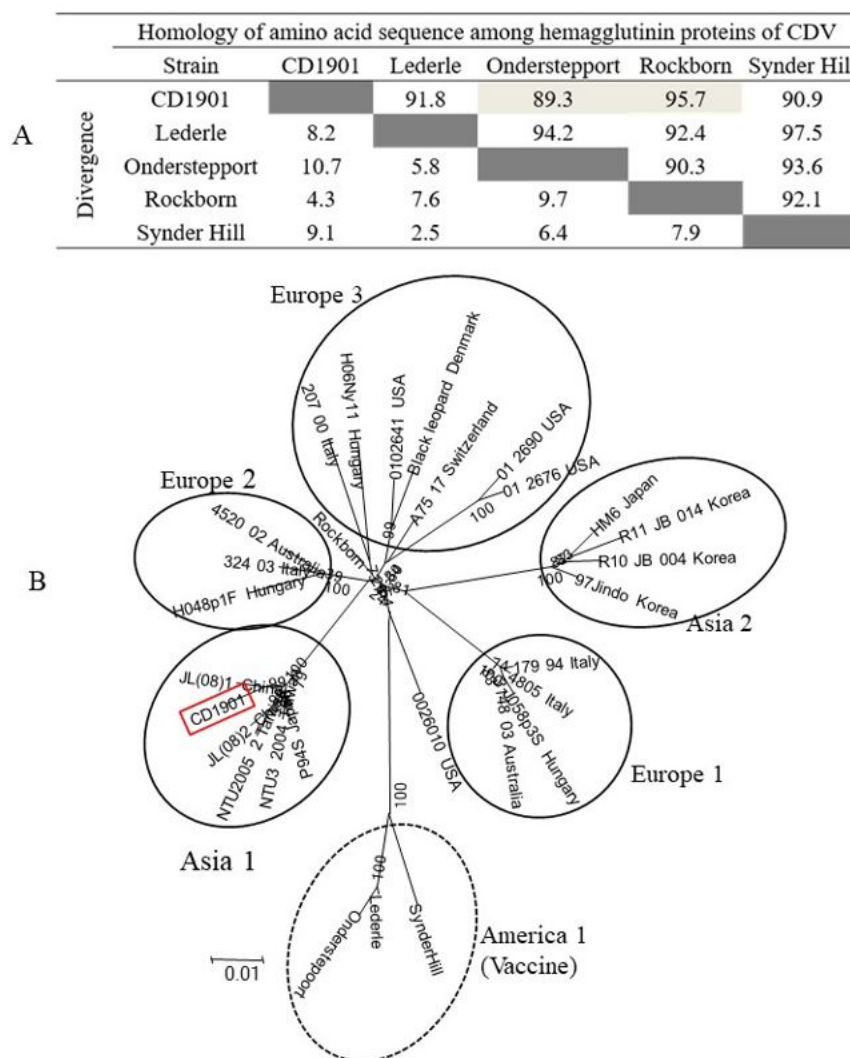 Homology of amino acid sequence among hemagglutinin proteins of CDV
Strain CD1901 Lederle Onderstepport Rockborn Synder Hill
A
Divergence
CD1901 91.8 89.3 95.7 90.9
Lederle 8.2 94.2 92.4 97.5
Onderstepport 10.7 5.8 90.3 93.6
Rockborn 4.3 7.6 9.7 92.1
Synder Hill 9.1 2.5 6.4 7.9
B
Europe 3
207 00 Italy
H06Ny11 Hungary
0102641 USA
Black leopard Denmark
A75 17 Switzerland
01 2690 USA
01 2676 USA
100
99
Europe 2
4520 02 Australia
324 03 Italy
H048p1F Hungary
100
Rockborn
HM6 Japan
R11 JB 014 Korea
R10 JB 004 Korea
97Jindo Korea
100
Asia 2
JL(08)1
CD1901
JL(08)2
NTU2005 2
NTU3 2004
P94S Japan
100
Asia 1
0026010 USA
74
179 94 Italy
4805 Italy
J058p3S Hungary
748 03 Australia
Europe 1
100
100
Onderstepoort
Lederle
SynderHill
America 1
(Vaccine)
0.01